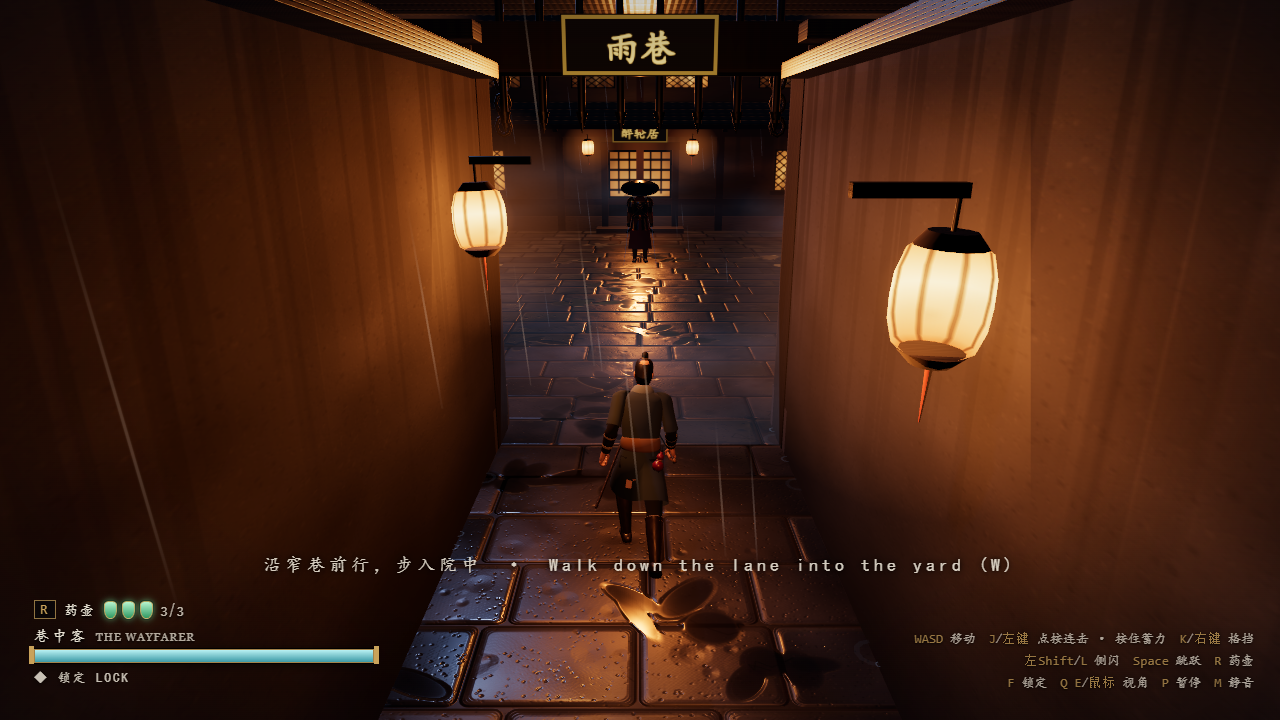 雨巷
醉轮居
沿窄巷前行，步入院中 • Walk down the lane into the yard (W)
R 药壶 3/3
巷中客 THE WAYFARER
◆ 锁定 LOCK
WASD 移动 J/左键 点按连击 • 按住蓄力 K/右键 格挡
左Shift/L 侧闪 Space 跳跃 R 药壶
F 锁定 Q E/鼠标 视角 P 暂停 M 静音